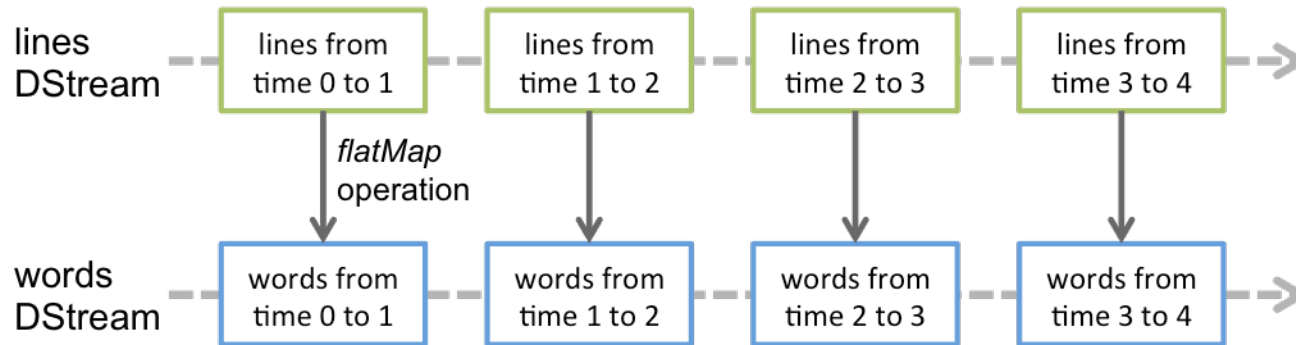 lines
DStream
lines from
time 0 to 1
lines from
time 1 to 2
lines from
time 2 to 3
lines from
time 3 to 4
flatMap
operation
words
DStream
words from
time 0 to 1
words from
time 1 to 2
words from
time 2 to 3
words from
time 3 to 4